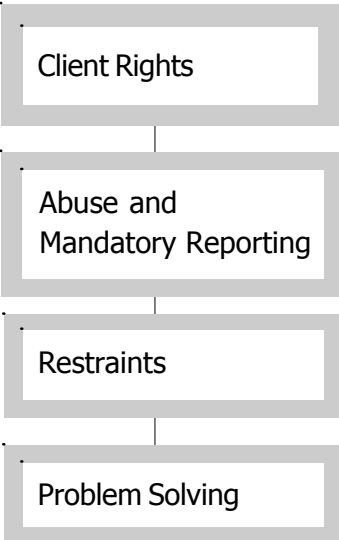 Client Rights
Abuse and
Mandatory Reporting
Restraints
Problem Solving